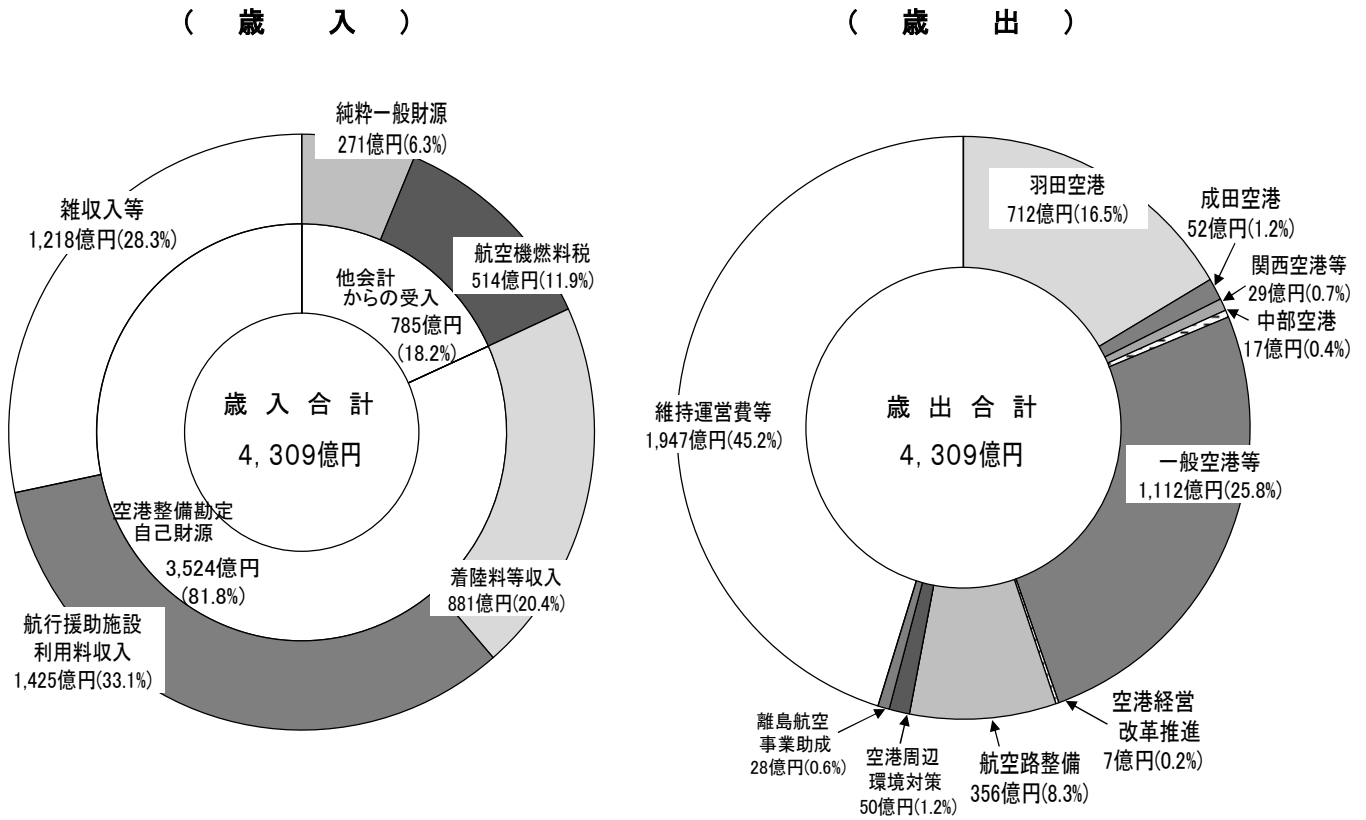 ( 歳 入 )
純粋一般財源
271億円(6.3%)
航空機燃料税
514億円(11.9%)
雑収入等
1,218億円(28.3%)
他会計
からの受入
785億円
(18.2%)
歳 入 合 計
4,309億円
空港整備勘定
自己財源
3,524億円
(81.8%)
着陸料等収入
881億円(20.4%)
航行援助施設
利用料収入
1,425億円(33.1%)
( 歳 出 )
羽田空港
712億円(16.5%)
成田空港
52億円(1.2%)
関西空港等
29億円(0.7%)
中部空港
17億円(0.4%)
維持運営費等
1,947億円(45.2%)
歳 出 合 計
4,309億円
一般空港等
1,112億円(25.8%)
空港経営
改革推進
7億円(0.2%)
航空路整備
356億円(8.3%)
空港周辺
環境対策
50億円(1.2%)
離島航空
事業助成
28億円(0.6%)